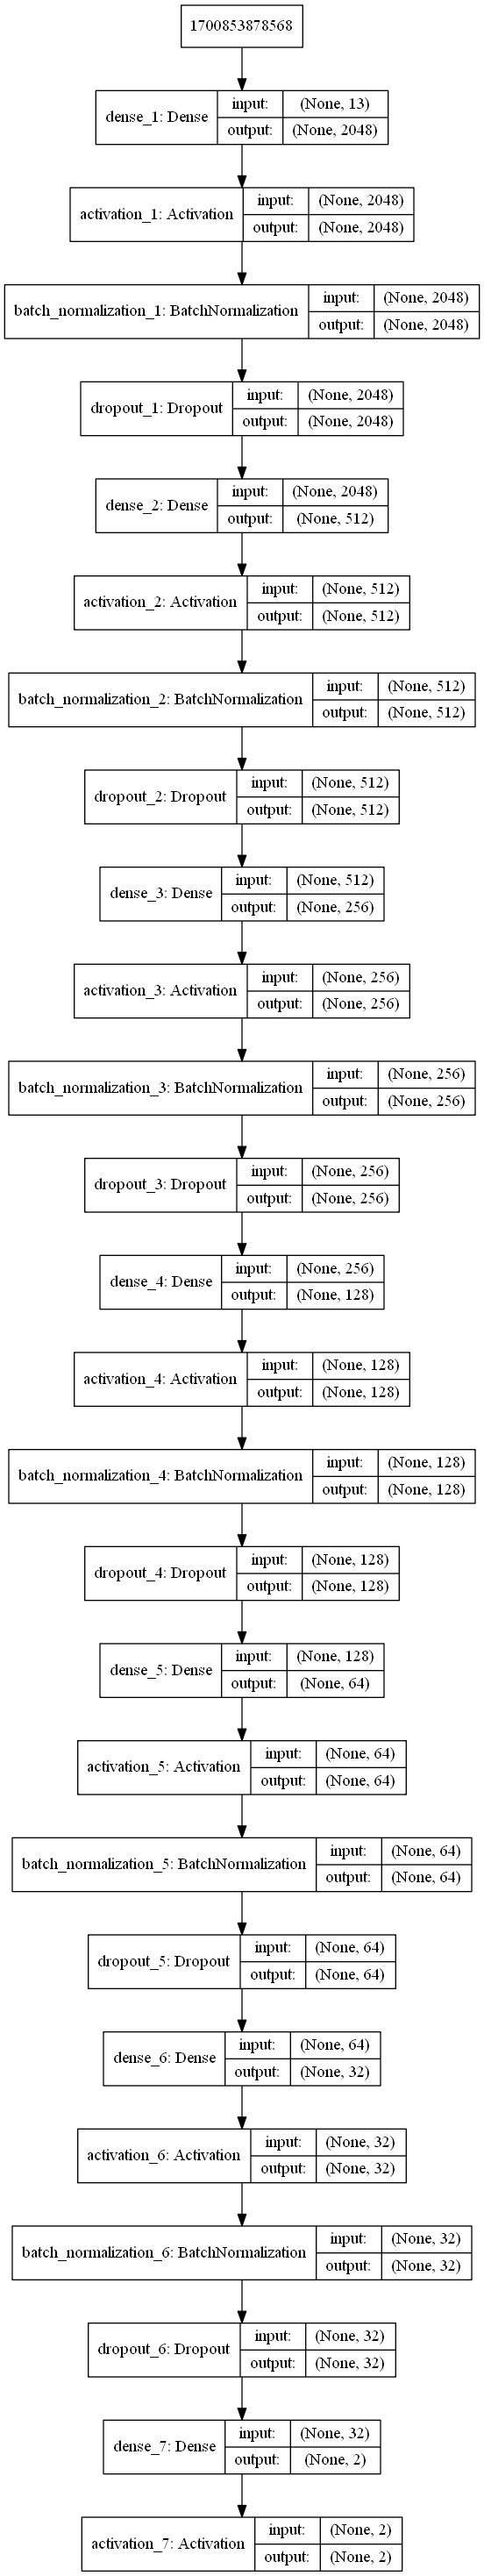 1700853878568
dense_1: Dense
input: (None, 13)
output: (None, 2048)
activation_1: Activation
input: (None, 2048)
output: (None, 2048)
batch_normalization_1: BatchNormalization
input: (None, 2048)
output: (None, 2048)
dropout_1: Dropout
input: (None, 2048)
output: (None, 2048)
dense_2: Dense
input: (None, 2048)
output: (None, 512)
activation_2: Activation
input: (None, 512)
output: (None, 512)
batch_normalization_2: BatchNormalization
input: (None, 512)
output: (None, 512)
dropout_2: Dropout
input: (None, 512)
output: (None, 512)
dense_3: Dense
input: (None, 512)
output: (None, 256)
activation_3: Activation
input: (None, 256)
output: (None, 256)
batch_normalization_3: BatchNormalization
input: (None, 256)
output: (None, 256)
dropout_3: Dropout
input: (None, 256)
output: (None, 256)
dense_4: Dense
input: (None, 256)
output: (None, 128)
activation_4: Activation
input: (None, 128)
output: (None, 128)
batch_normalization_4: BatchNormalization
input: (None, 128)
output: (None, 128)
dropout_4: Dropout
input: (None, 128)
output: (None, 128)
dense_5: Dense
input: (None, 128)
output: (None, 64)
activation_5: Activation
input: (None, 64)
output: (None, 64)
batch_normalization_5: BatchNormalization
input: (None, 64)
output: (None, 64)
dropout_5: Dropout
input: (None, 64)
output: (None, 64)
dense_6: Dense
input: (None, 64)
output: (None, 32)
activation_6: Activation
input: (None, 32)
output: (None, 32)
batch_normalization_6: BatchNormalization
input: (None, 32)
output: (None, 32)
dropout_6: Dropout
input: (None, 32)
output: (None, 32)
dense_7: Dense
input: (None, 32)
output: (None, 2)
activation_7: Activation
input: (None, 2)
output: (None, 2)